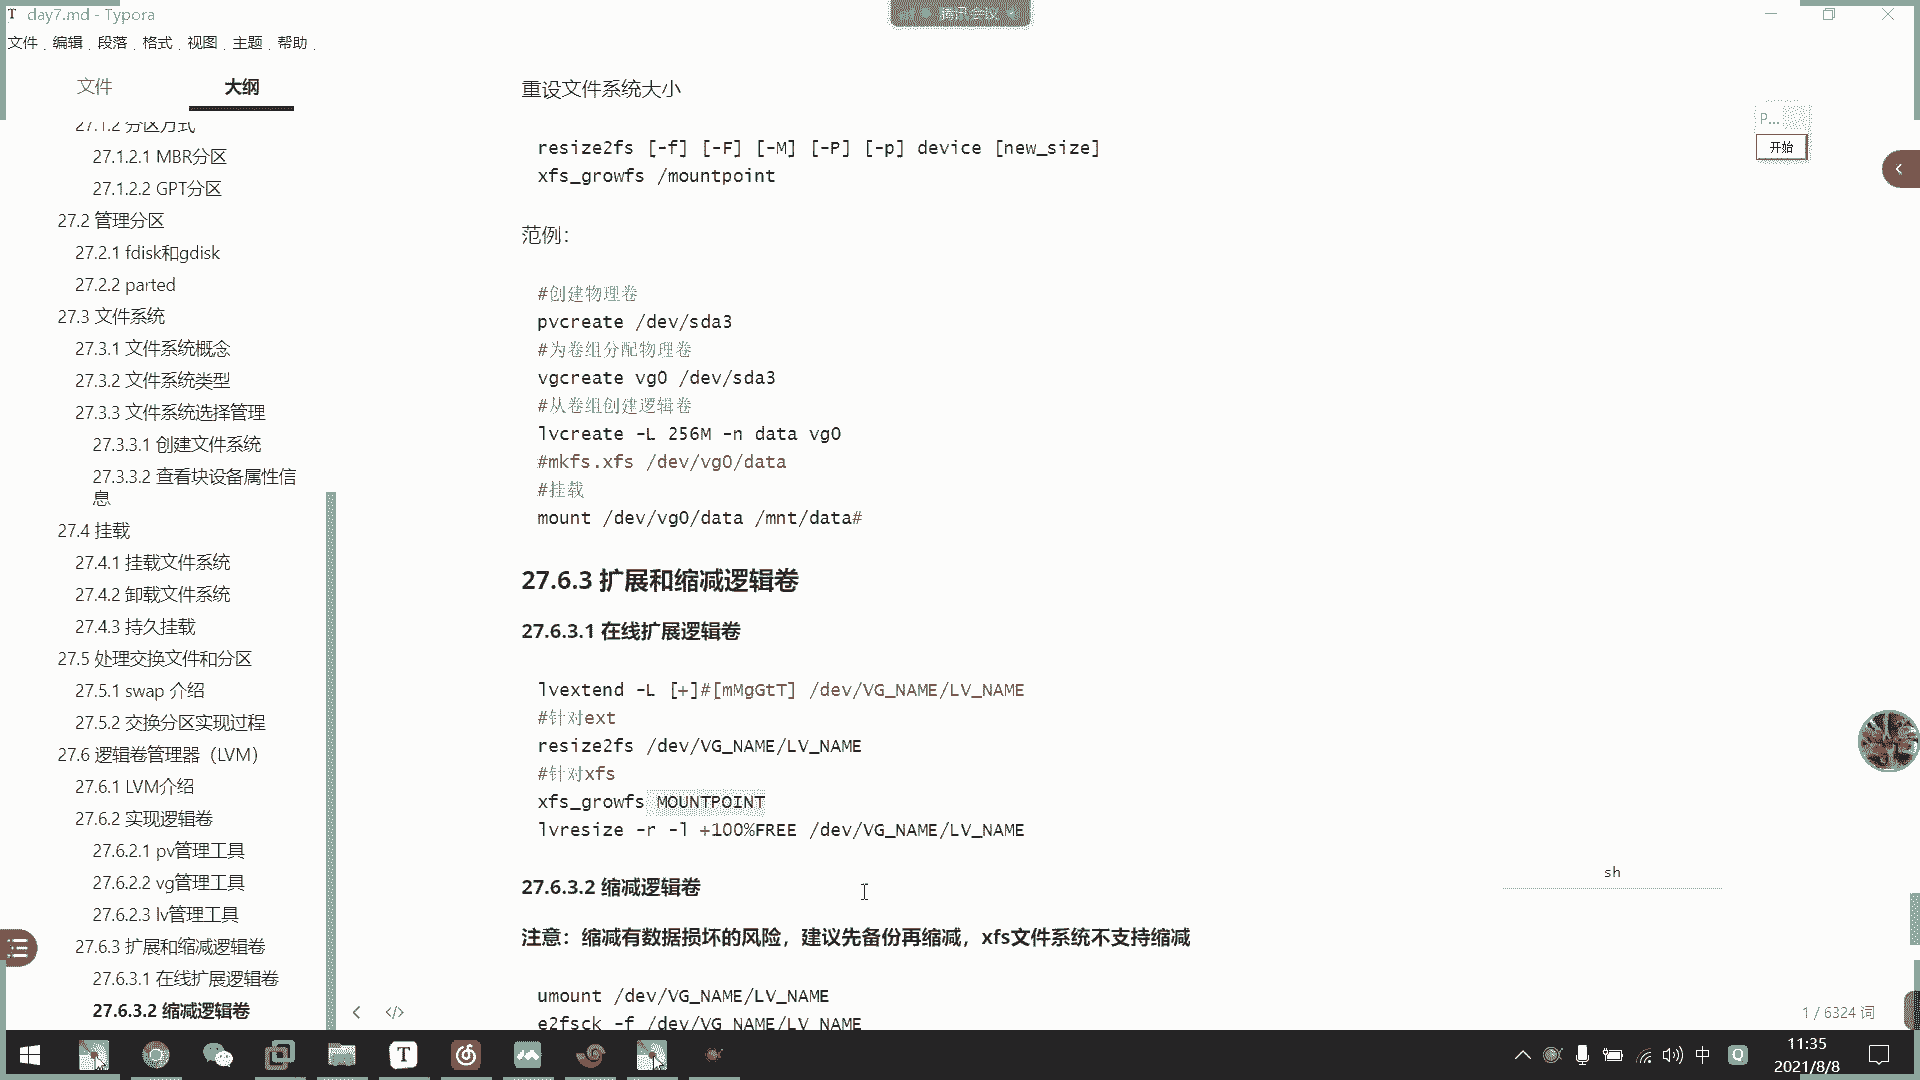 day7.md - Typora
腾讯会议
文件 编辑 段落 格式 视图 主题 帮助
文件 大纲
27.1.2 分区方式
27.1.2.1 MBR分区
27.1.2.2 GPT分区
27.2 管理分区
27.2.1 fdisk和gdisk
27.2.2 parted
27.3 文件系统
27.3.1 文件系统概念
27.3.2 文件系统类型
27.3.3 文件系统选择管理
27.3.3.1 创建文件系统
27.3.3.2 查看块设备属性信
息
27.4 挂载
27.4.1 挂载文件系统
27.4.2 卸载文件系统
27.4.3 持久挂载
27.5 处理交换文件和分区
27.5.1 swap 介绍
27.5.2 交换分区实现过程
27.6 逻辑卷管理器（LVM）
27.6.1 LVM介绍
27.6.2 实现逻辑卷
27.6.2.1 pv管理工具
27.6.2.2 vg管理工具
27.6.2.3 lv管理工具
27.6.3 扩展和缩减逻辑卷
27.6.3.1 在线扩展逻辑卷
27.6.3.2 缩减逻辑卷
重设文件系统大小
resize2fs [-f] [-F] [-M] [-P] [-p] device [new_size]
xfs_growfs /mountpoint
范例：
#创建物理卷
pvcreate /dev/sda3
#为卷组分配物理卷
vgcreate vg0 /dev/sda3
#从卷组创建逻辑卷
lvcreate -L 256M -n data vg0
#mkfs.xfs /dev/vg0/data
#挂载
mount /dev/vg0/data /mnt/data#
27.6.3 扩展和缩减逻辑卷
27.6.3.1 在线扩展逻辑卷
lvextend -L [+]#[mMgGtT] /dev/VG_NAME/LV_NAME
#针对ext
resize2fs /dev/VG_NAME/LV_NAME
#针对xfs
xfs_growfs MOUNTPOINT
lvresize -r -l +100%FREE /dev/VG_NAME/LV_NAME
sh
27.6.3.2 缩减逻辑卷
注意：缩减有数据损坏的风险，建议先备份再缩减，xfs文件系统不支持缩减
umount /dev/VG_NAME/LV_NAME
e2fsck -f /dev/VG_NAME/LV_NAME
P...
开始
1 / 6324 词
中
11:35
2021/8/8